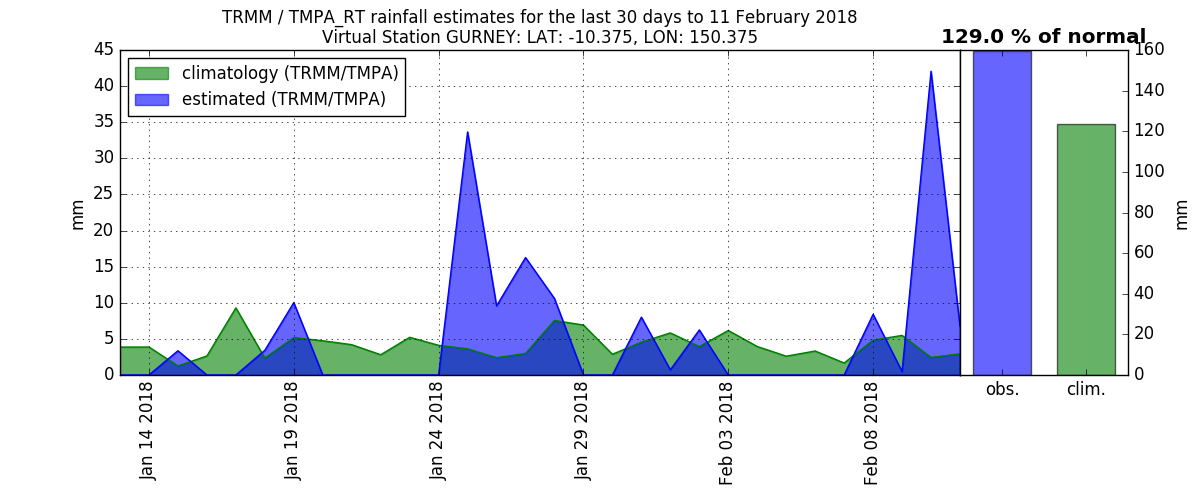 TRMM / TMPA_RT rainfall estimates for the last 30 days to 11 February 2018
Virtual Station GURNEY: LAT: -10.375, LON: 150.375
129.0 % of normal
climatology (TRMM/TMPA)
estimated (TRMM/TMPA)
45
40
35
30
25
20
15
10
5
0
mm
Jan 14 2018
Jan 19 2018
Jan 24 2018
Jan 29 2018
Feb 03 2018
Feb 08 2018
obs.
clim.
160
140
120
100
80
60
40
20
0
mm